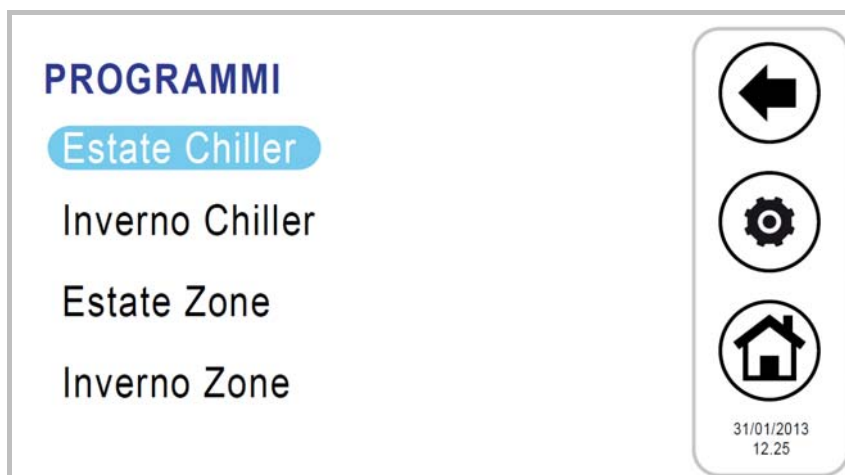 PROGRAMMI
Estate Chiller
Inverno Chiller
Estate Zone
Inverno Zone
31/01/2013
12.25